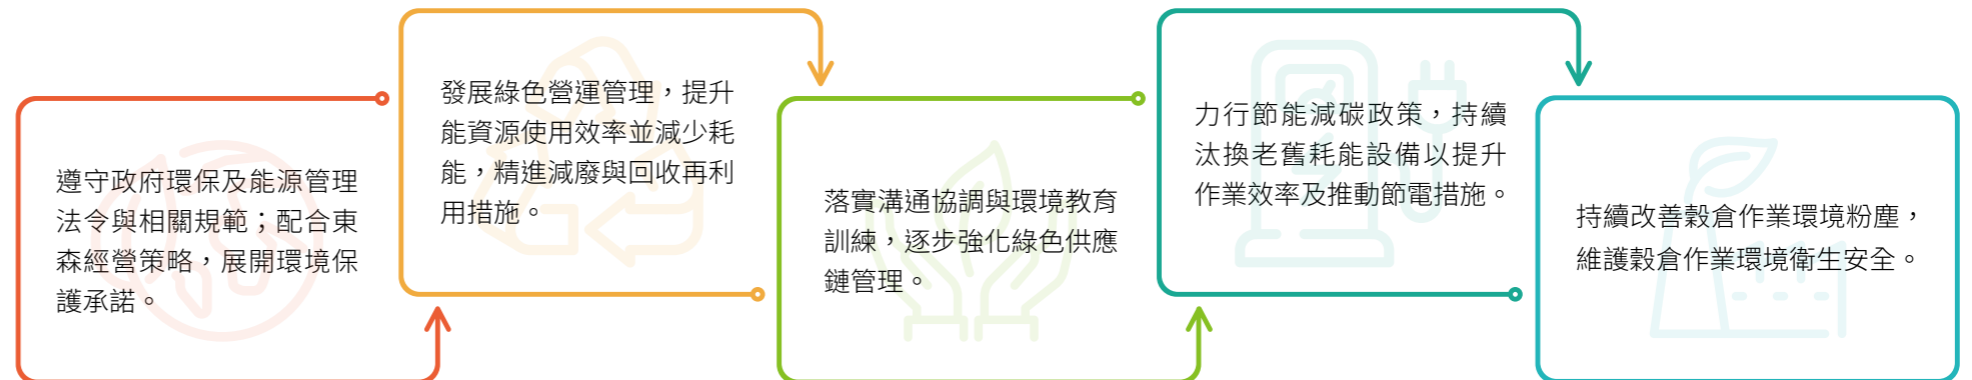 遵守政府環保及能源管理
法令與相關規範；配合東
森經營策略，展開環境保
護承諾。
發展綠色營運管理，提升
能資源使用效率並減少耗
能，精進減廢與回收再利
用措施。
落實溝通協調與環境教育
訓練，逐步強化綠色供應
鏈管理。
力行節能減碳政策，持續
汰換老舊耗能設備以提升
作業效率及推動節電措施。
持續改善穀倉作業環境粉塵，
維護穀倉作業環境衛生安全。